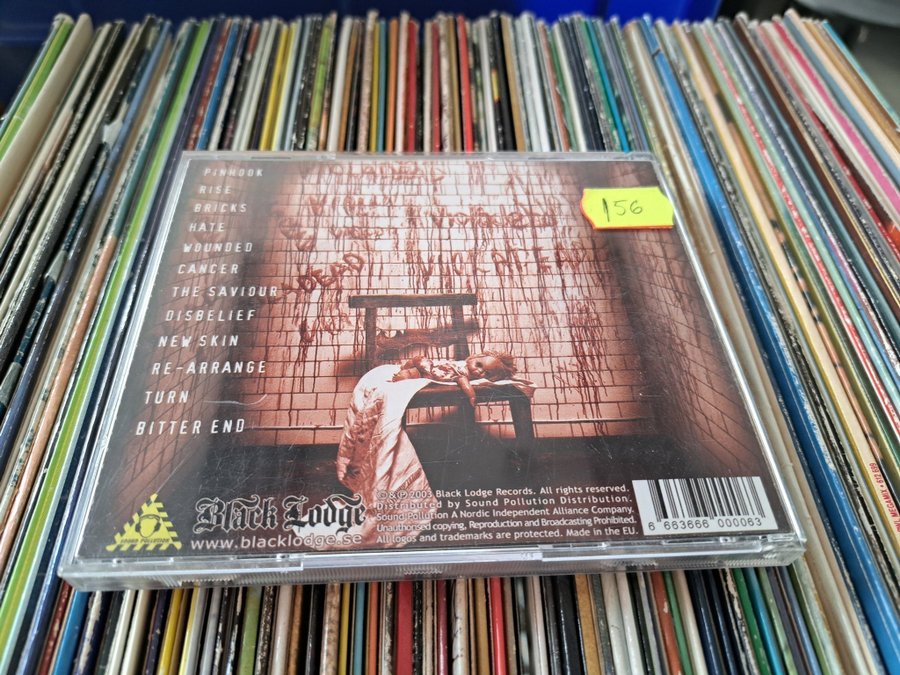 PINHOOK
RISE
BRICKS
HATE
WOUNDED
CANCER
THE SAVIOUR
DISBELIEF
NEW SKIN
RE-ARRANGE
TURN
BITTER END
156
SOUND POLLUTION
Black Lodge
www.blacklodge.se
© & ℗ 2003 Black Lodge Records. All rights reserved.
Distributed by Sound Pollution Distribution.
Sound Pollution A Nordic Independent Alliance Company.
Unauthorised copying, Reproduction and Broadcasting Prohibited.
All logos and trademarks are protected. Made in the EU.
6 663666 000063